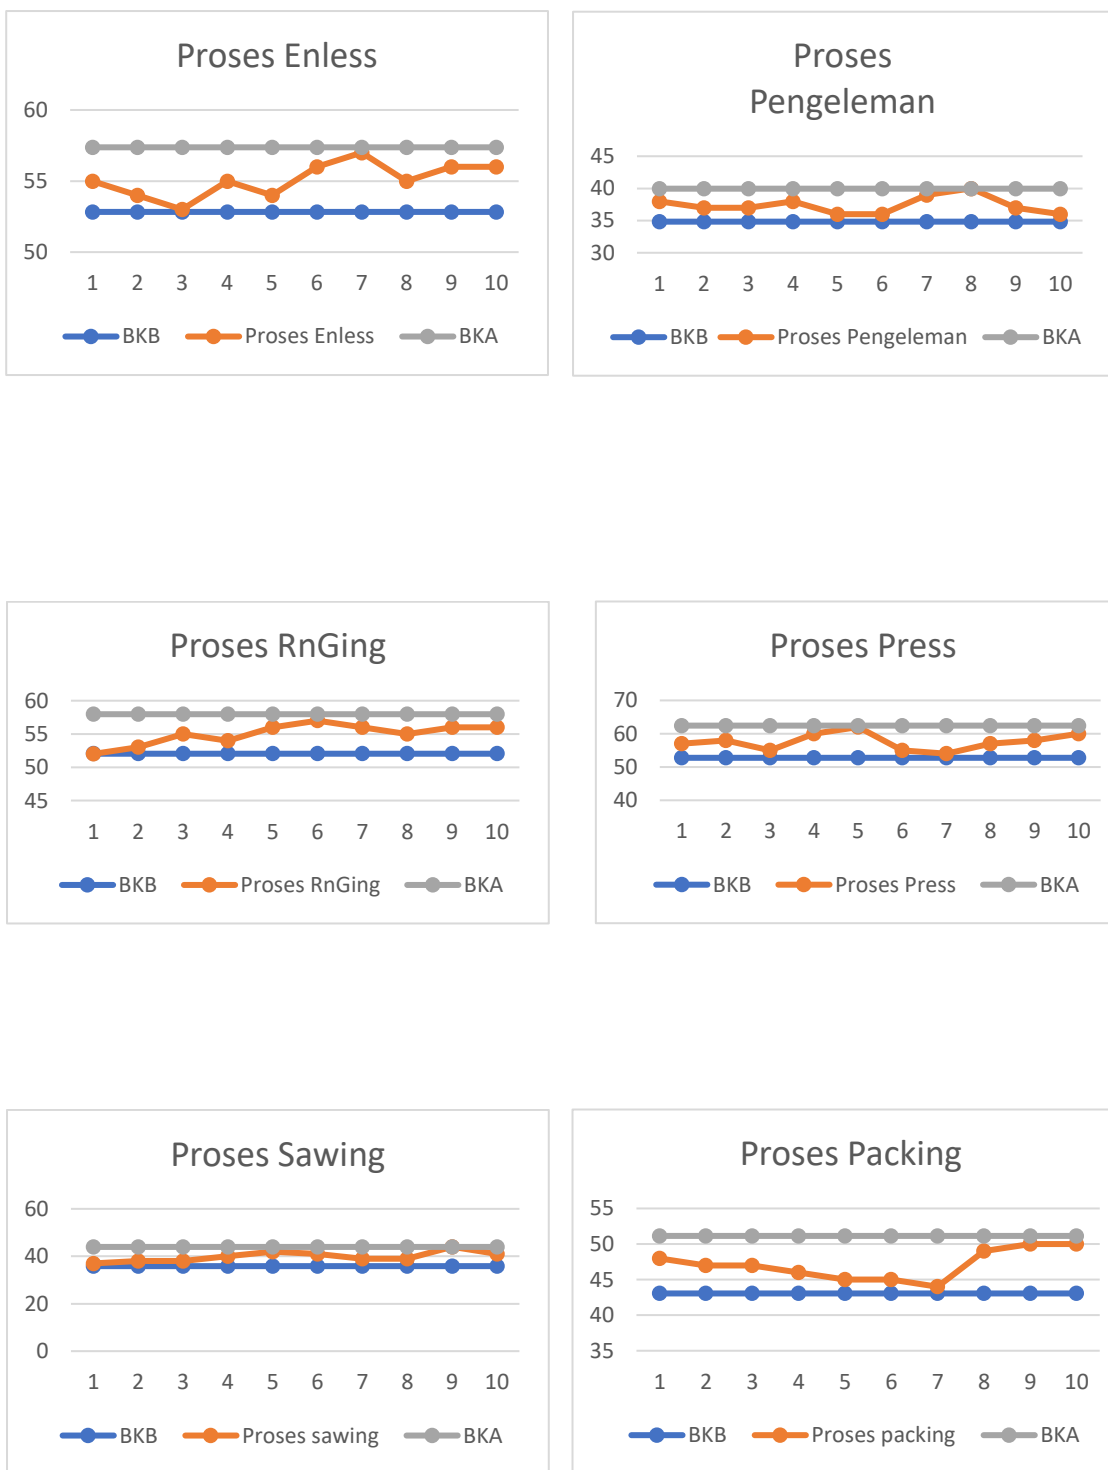 Proses Enless
60
55
50
1 2 3 4 5 6 7 8 9 10
BKB Proses Enless BKA
Proses
Pengeleman
45
40
35
30
1 2 3 4 5 6 7 8 9 10
BKB Proses Pengeleman BKA
Proses RnGing
60
55
50
45
1 2 3 4 5 6 7 8 9 10
BKB Proses RnGing BKA
Proses Press
70
60
50
40
1 2 3 4 5 6 7 8 9 10
BKB Proses Press BKA
Proses Sawing
60
40
20
0
1 2 3 4 5 6 7 8 9 10
BKB Proses sawing BKA
Proses Packing
55
50
45
40
35
1 2 3 4 5 6 7 8 9 10
BKB Proses packing BKA